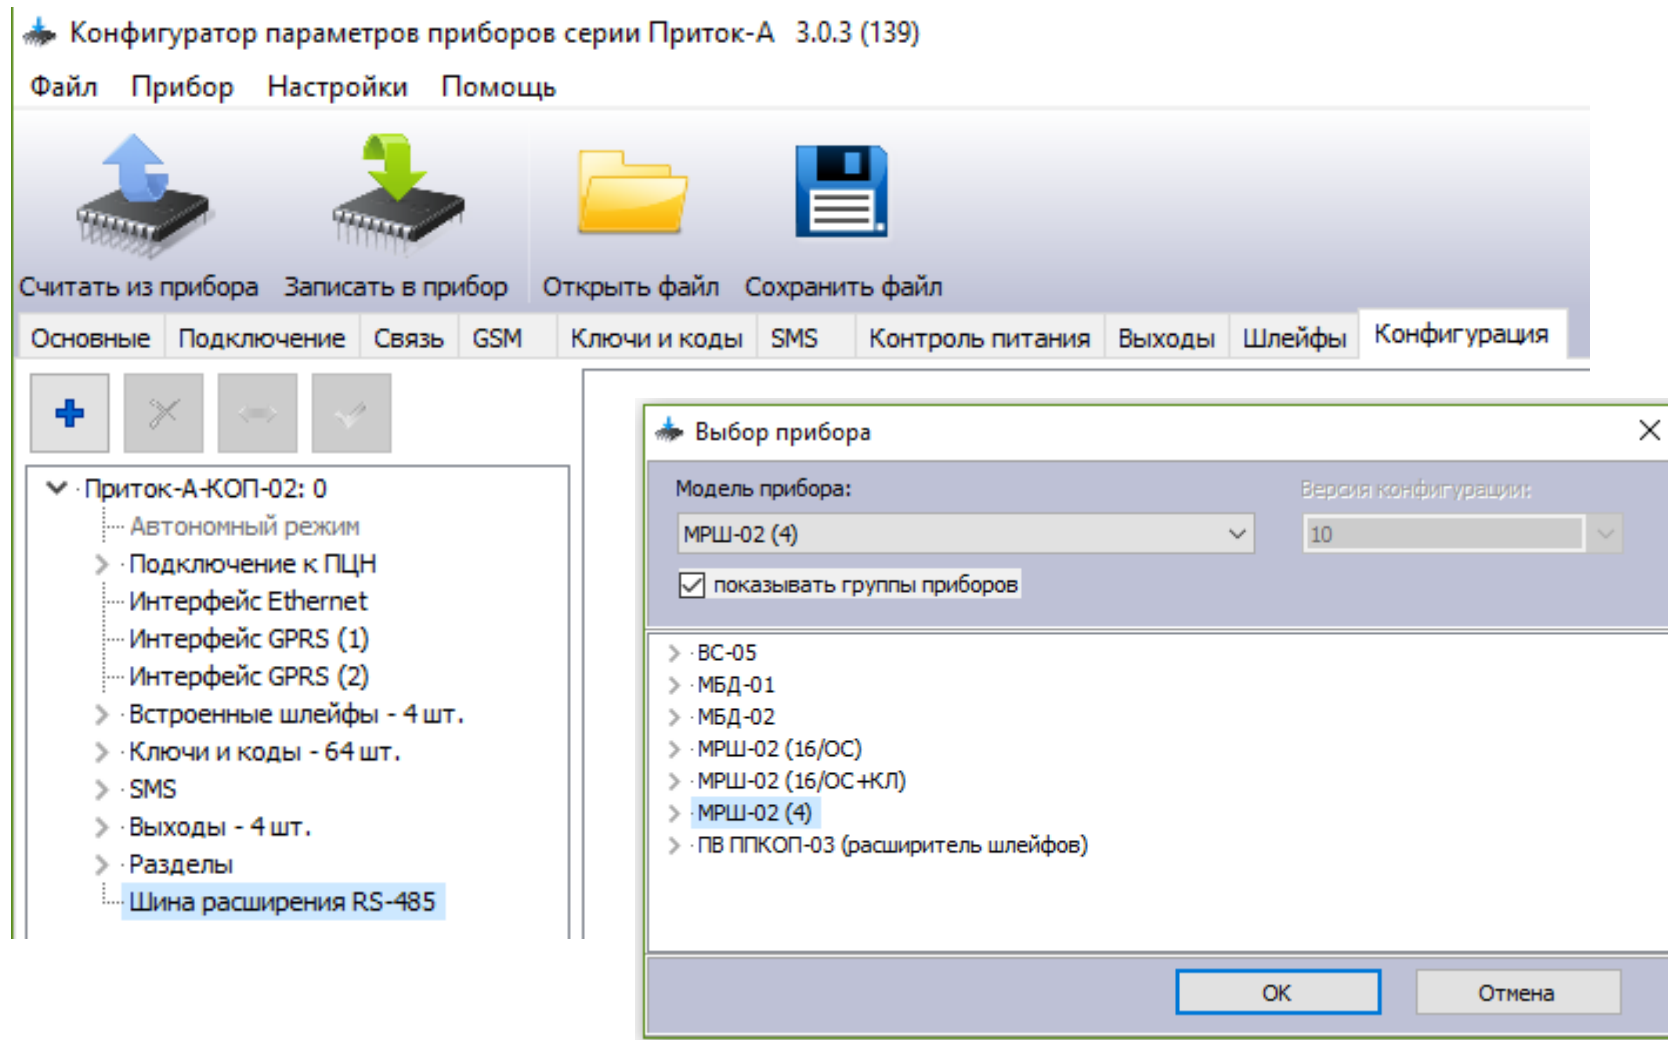 Конфигуратор параметров приборов серии Приток-А 3.0.3 (139)
Файл Прибор Настройки Помощь
Считать из прибора Записать в прибор Открыть файл Сохранить файл
Основные Подключение Связь GSM Ключи и коды SMS Контроль питания Выходы Шлейфы Конфигурация
Приток-А-КОП-02: 0
Автономный режим
Подключение к ПЦН
Интерфейс Ethernet
Интерфейс GPRS (1)
Интерфейс GPRS (2)
Встроенные шлейфы - 4 шт.
Ключи и коды - 64 шт.
SMS
Выходы - 4 шт.
Разделы
Шина расширения RS-485
Выбор прибора
Модель прибора: Версия конфигурации:
МРШ-02 (4) 10
показывать группы приборов
ВС-05
МБД-01
МБД-02
МРШ-02 (16/ОС)
МРШ-02 (16/ОС+КЛ)
МРШ-02 (4)
ПВ ППКОП-03 (расширитель шлейфов)
OK Отмена